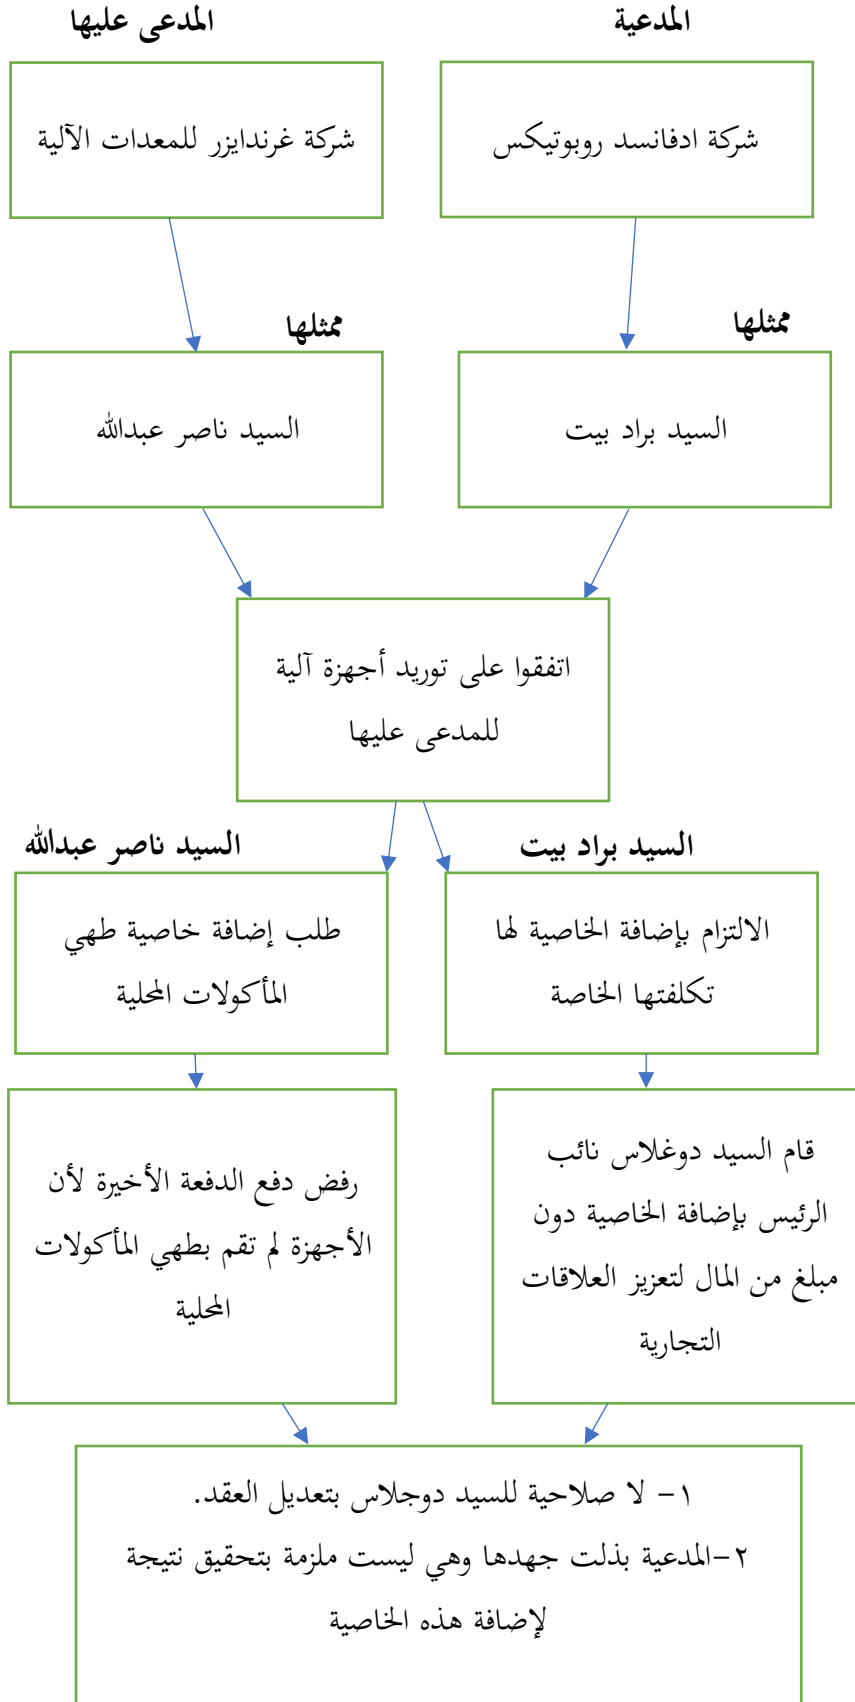 المدعية
المدعى عليها
شركة ادفانسد روبوتيكس
شركة غرندايزر للمعدات الآلية
ممثلها
ممثلها
السيد براد بيت
السيد ناصر عبدالله
اتفقوا على توريد أجهزة آلية
للمدعى عليها
السيد براد بيت
السيد ناصر عبدالله
الالتزام بإضافة الخاصية لها
تكلفتها الخاصة
طلب إضافة خاصية طهي
المأكولات المحلية
قام السيد دوغلاس نائب
الرئيس بإضافة الخاصية دون
مبلغ من المال لتعزيز العلاقات
التجارية
رفض دفع الدفعة الأخيرة لأن
الأجهزة لم تقم بطهي المأكولات
المحلية
١- لا صلاحية للسيد دوجلاس بتعديل العقد.
٢-المدعية بذلت جهدها وهي ليست ملزمة بتحقيق نتيجة
لإضافة هذه الخاصية